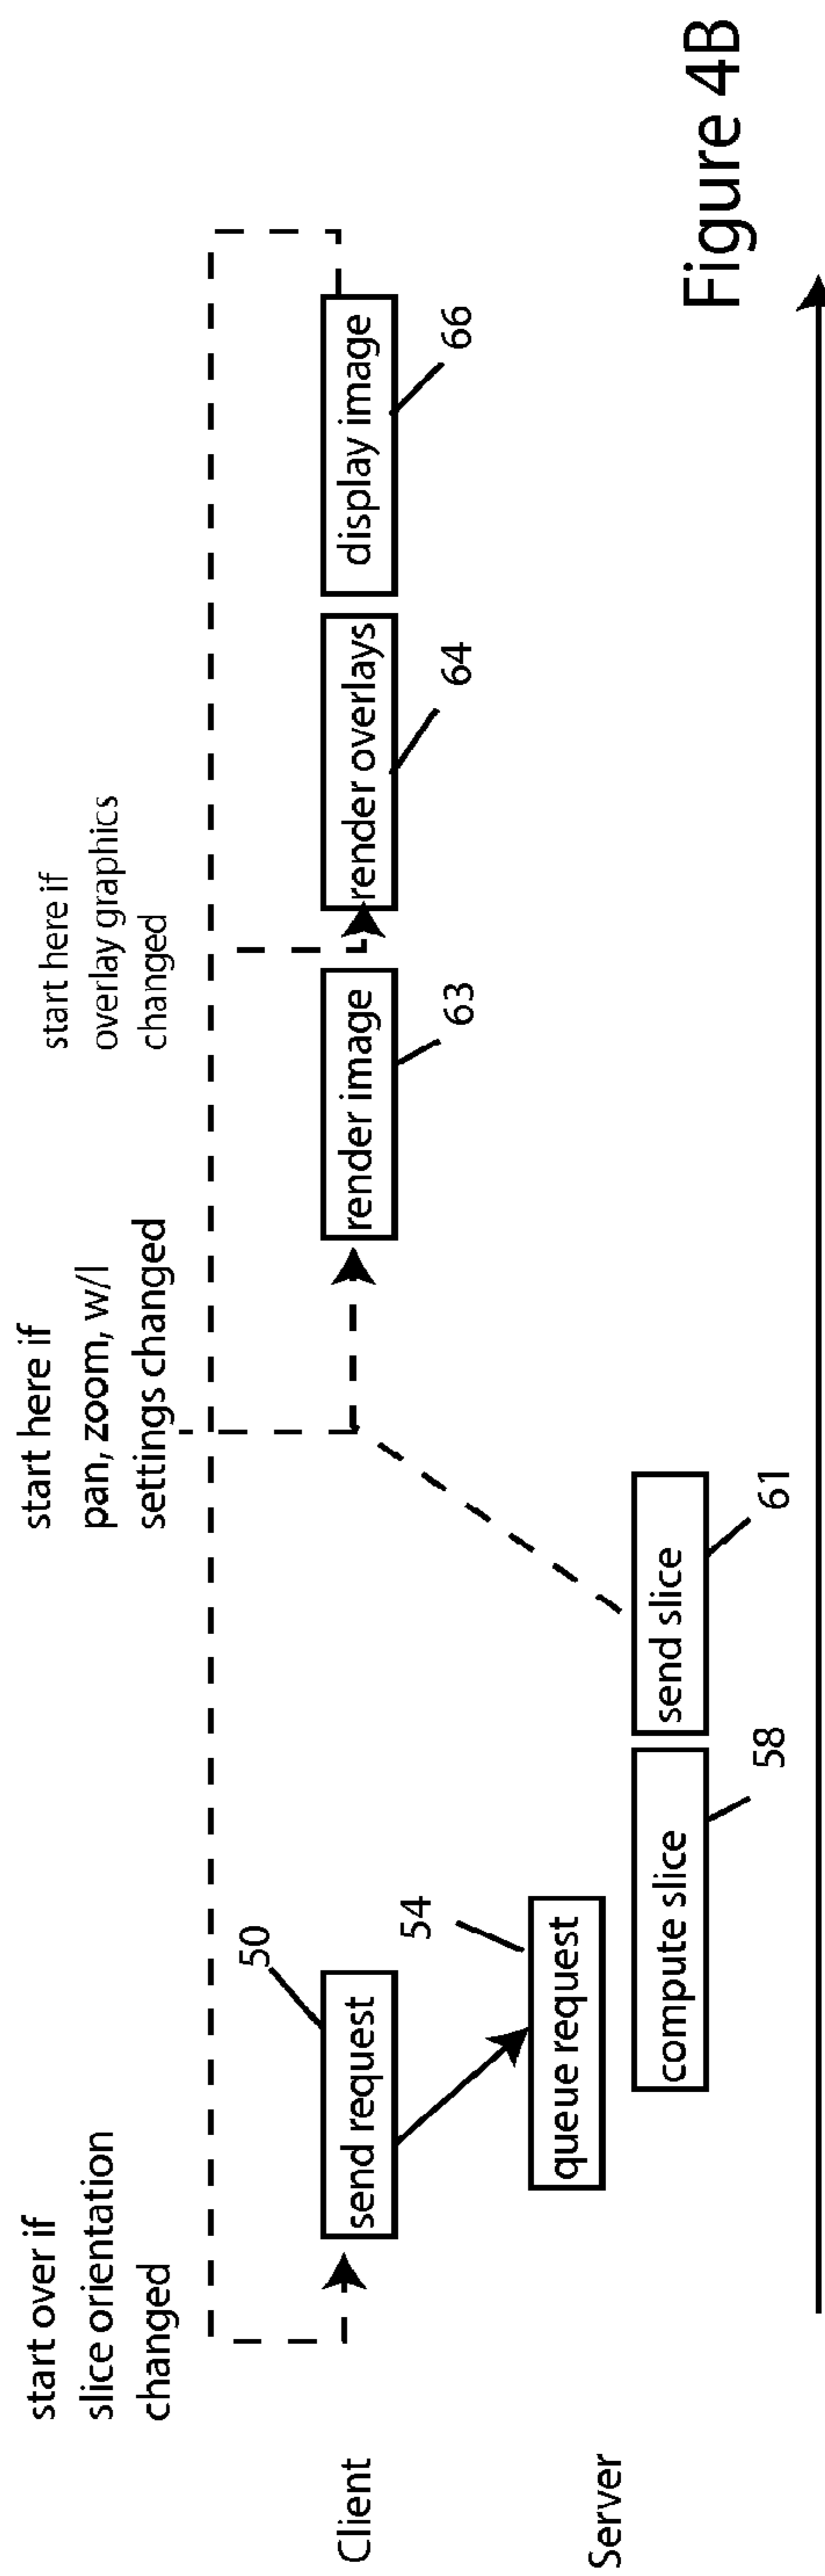 start over if
slice orientation
changed
start here if
pan, zoom, w/l
settings changed
start here if
overlay graphics
changed
Client
50
send request
render image
63
render overlays
64
display image
66
Server
54
queue request
compute slice
58
send slice
61
Figure 4B